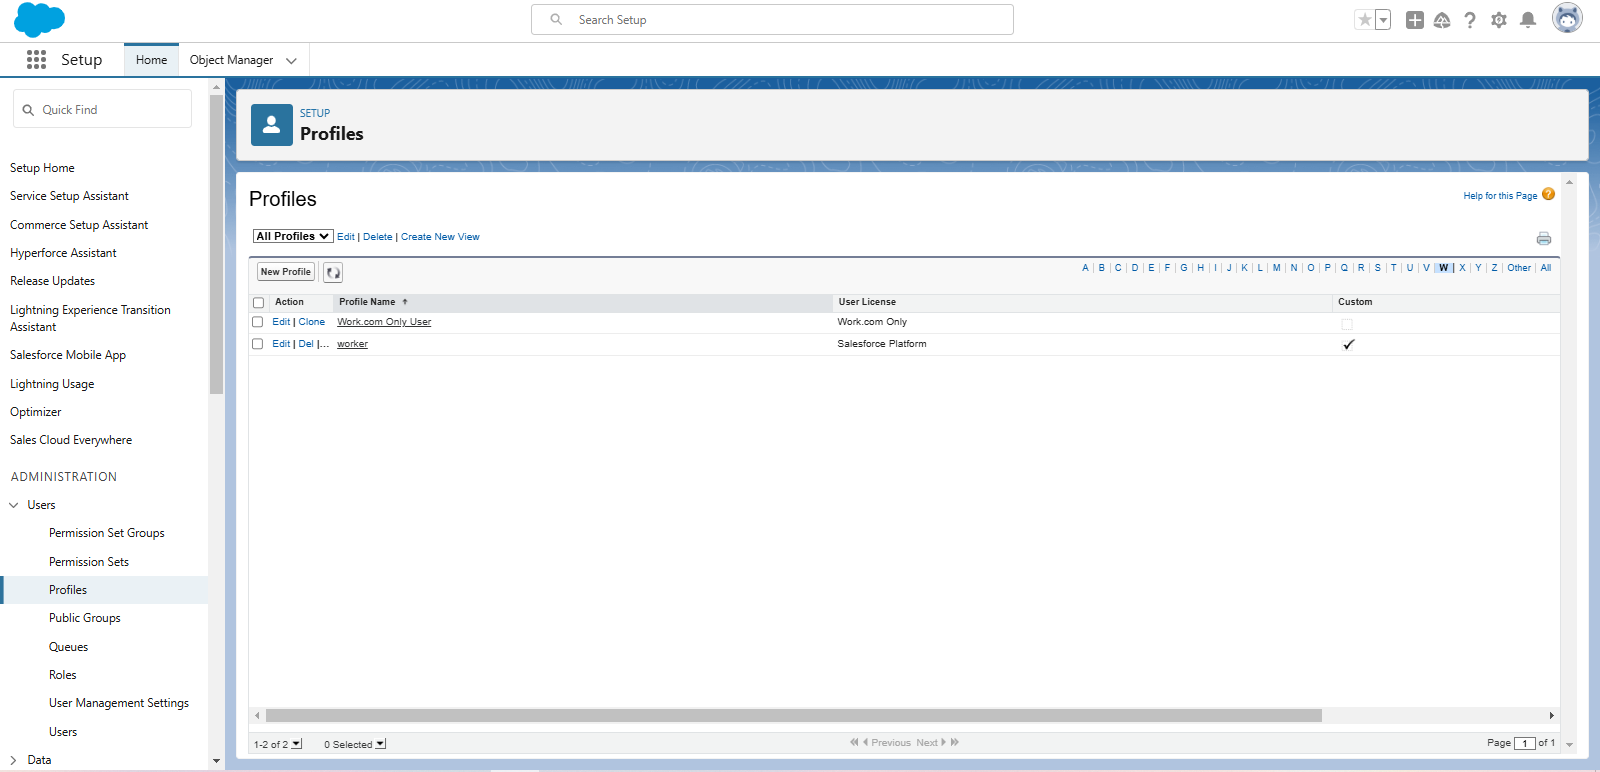 Search Setup
Setup
Home
Object Manager
Quick Find
Setup Home
Service Setup Assistant
Commerce Setup Assistant
Hyperforce Assistant
Release Updates
Lightning Experience Transition
Assistant
Salesforce Mobile App
Lightning Usage
Optimizer
Sales Cloud Everywhere
ADMINISTRATION
Users
Permission Set Groups
Permission Sets
Profiles
Public Groups
Queues
Roles
User Management Settings
Users
Data
SETUP
Profiles
Profiles
Help for this Page ?
All Profiles Edit | Delete | Create New View
New Profile
A | B | C | D | E | F | G | H | I | J | K | L | M | N | O | P | Q | R | S | T | U | V | W | X | Y | Z | Other | All
Action Profile Name User License Custom
Edit | Clone Work.com Only User Work.com Only
Edit | Del |... worker Salesforce Platform
1-2 of 2 0 Selected Previous Next Page 1 of 1